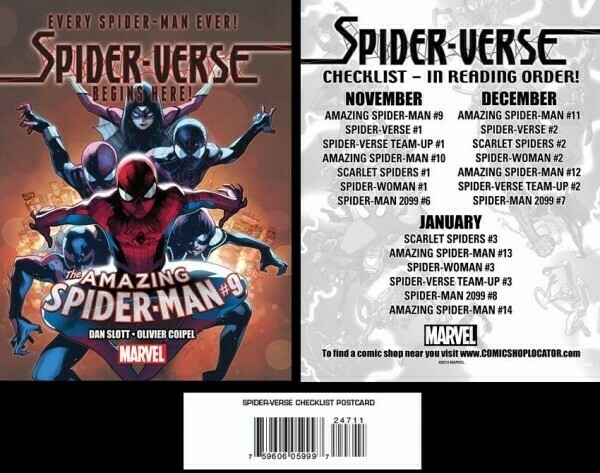 EVERY SPIDER-MAN EVER!
SPIDER-VERSE
BEGINS HERE!
The AMAZING
SPIDER-MAN #9
DAN SLOTT • OLIVIER COIPEL
MARVEL
SPIDER-VERSE
CHECKLIST – IN READING ORDER!
NOVEMBER
AMAZING SPIDER-MAN #9
SPIDER-VERSE #1
SPIDER-VERSE TEAM-UP #1
AMAZING SPIDER-MAN #10
SCARLET SPIDERS #1
SPIDER-WOMAN #1
SPIDER-MAN 2099 #6
DECEMBER
AMAZING SPIDER-MAN #11
SPIDER-VERSE #2
SCARLET SPIDERS #2
SPIDER-WOMAN #2
AMAZING SPIDER-MAN #12
SPIDER-VERSE TEAM-UP #2
SPIDER-MAN 2099 #7
JANUARY
SCARLET SPIDERS #3
AMAZING SPIDER-MAN #13
SPIDER-WOMAN #3
SPIDER-VERSE TEAM-UP #3
SPIDER-MAN 2099 #8
AMAZING SPIDER-MAN #14
MARVEL
To find a comic shop near you visit www.COMICSHOPLOCATOR.com
©2014 MARVEL
SPIDER-VERSE CHECKLIST POSTCARD
24711
7 59606 05999 7